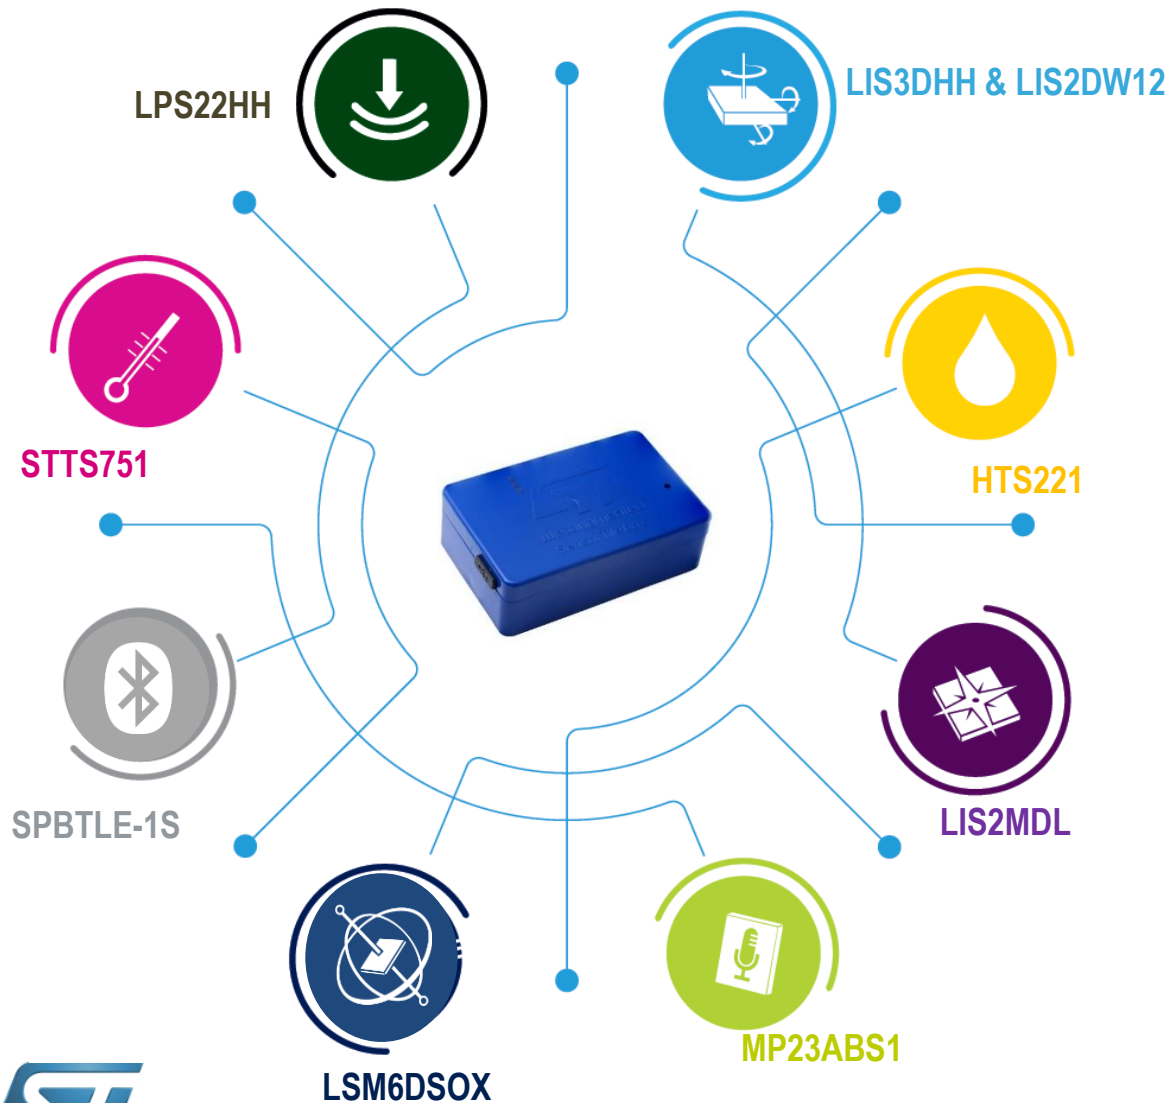 LPS22HH
LIS3DHH & LIS2DW12
STTS751
HTS221
SPBTLE-1S
LIS2MDL
MP23ABS1
LSM6DSOX